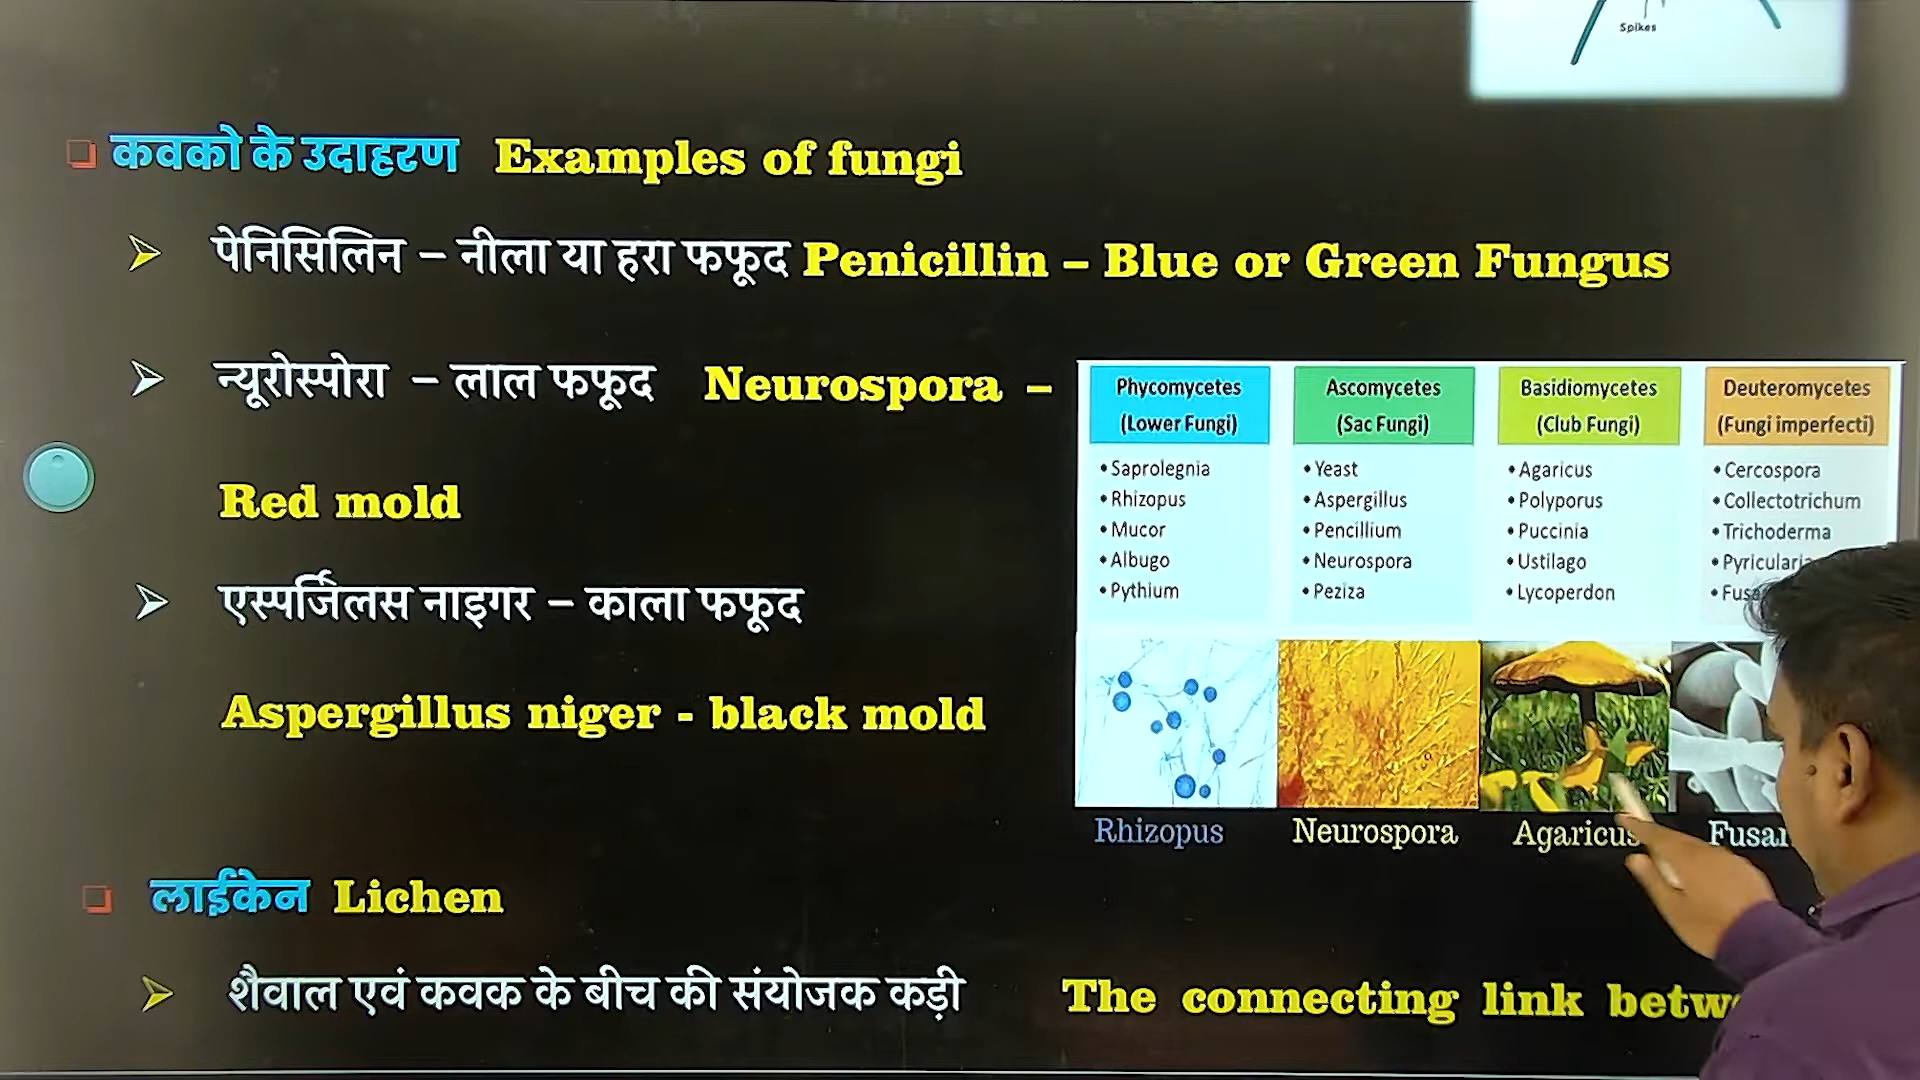 Spikes
कवको के उदाहरण Examples of fungi
पेनिसिलिन – नीला या हरा फफूद Penicillin – Blue or Green Fungus
न्यूरोस्पोरा – लाल फफूद Neurospora –
Red mold
एस्पर्जिलस नाइगर – काला फफूद
Aspergillus niger - black mold
Phycomycetes
(Lower Fungi)
• Saprolegnia
• Rhizopus
• Mucor
• Albugo
• Pythium
Ascomycetes
(Sac Fungi)
• Yeast
• Aspergillus
• Pencillium
• Neurospora
• Peziza
Basidiomycetes
(Club Fungi)
• Agaricus
• Polyporus
• Puccinia
• Ustilago
• Lycoperdon
Deuteromycetes
(Fungi imperfecti)
• Cercospora
• Collectotrichum
• Trichoderma
Rhizopus
Neurospora
Agaricus
लाईकेन Lichen
शैवाल एवं कवक के बीच की संयोजक कड़ी The connecting link